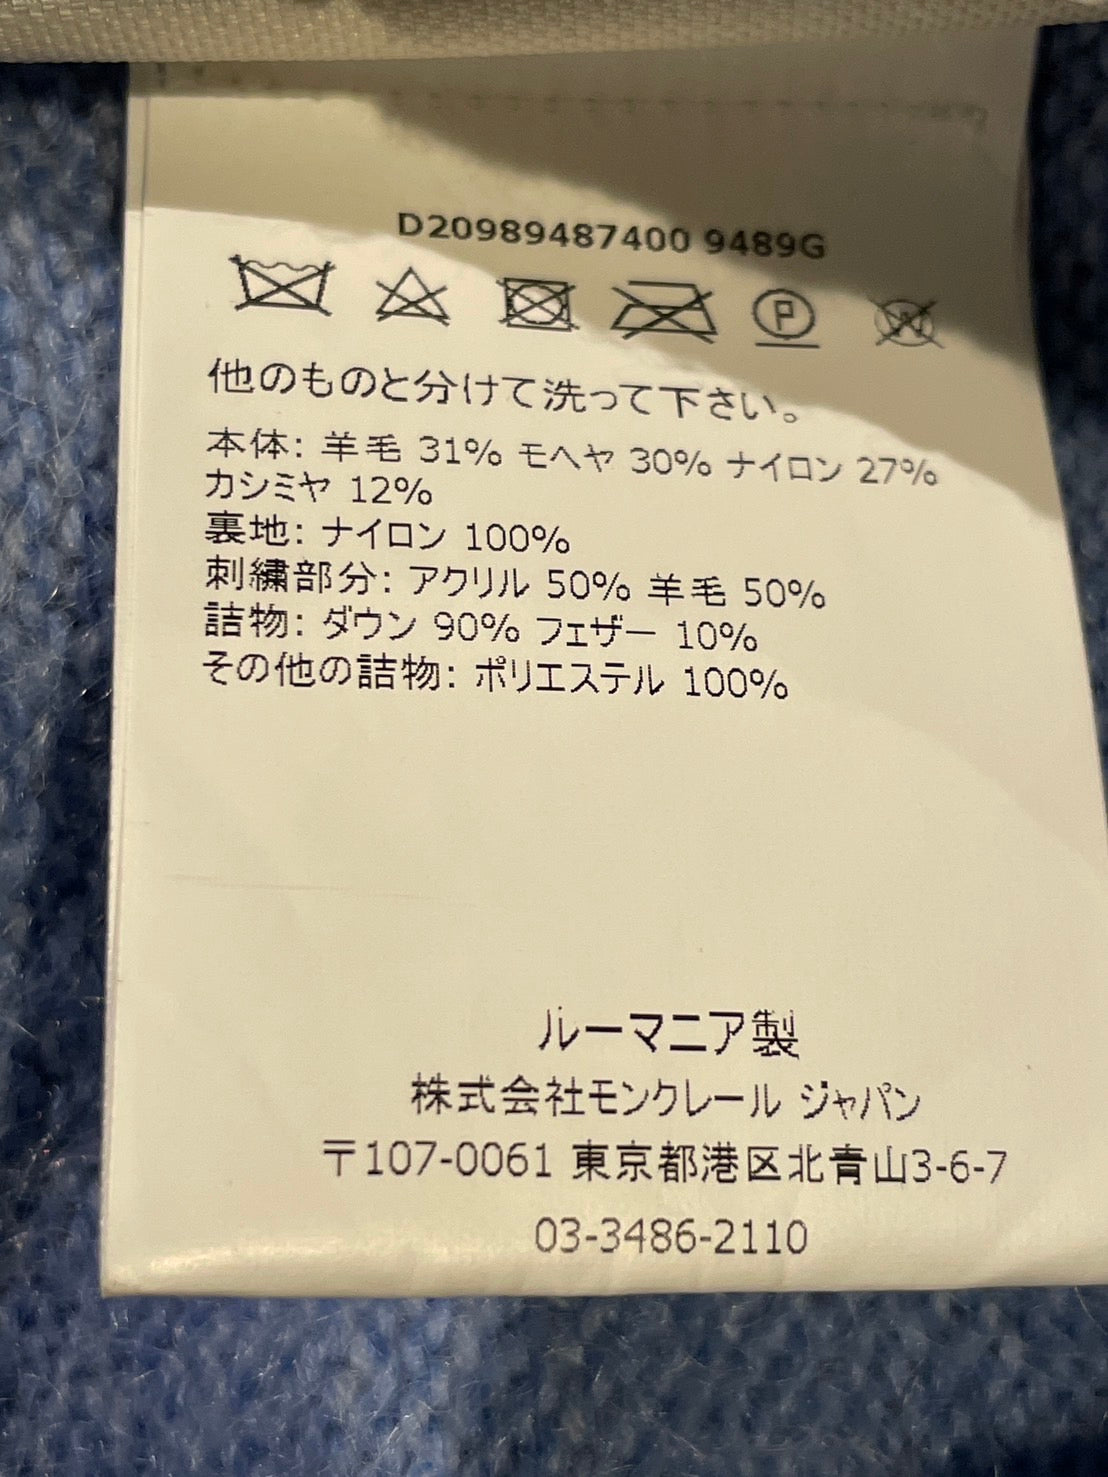 D20989487400 9489G
P
W
他のものと分けて洗って下さい。
本体: 羊毛 31% モヘヤ 30% ナイロン 27%
カシミヤ 12%
裏地: ナイロン 100%
刺繍部分: アクリル 50% 羊毛 50%
詰物: ダウン 90% フェザー 10%
その他の詰物: ポリエステル 100%
ルーマニア製
株式会社モンクレール ジャパン
〒107-0061 東京都港区北青山3-6-7
03-3486-2110